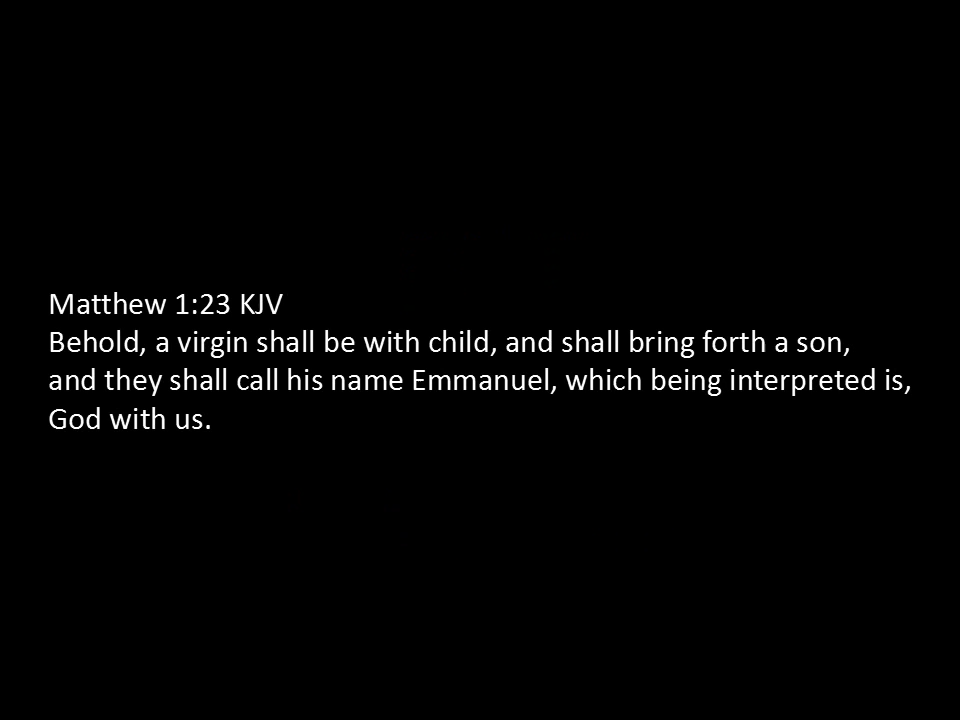 Matthew 1:23 KJV
Behold, a virgin shall be with child, and shall bring forth a son,
and they shall call his name Emmanuel, which being interpreted is,
God with us.